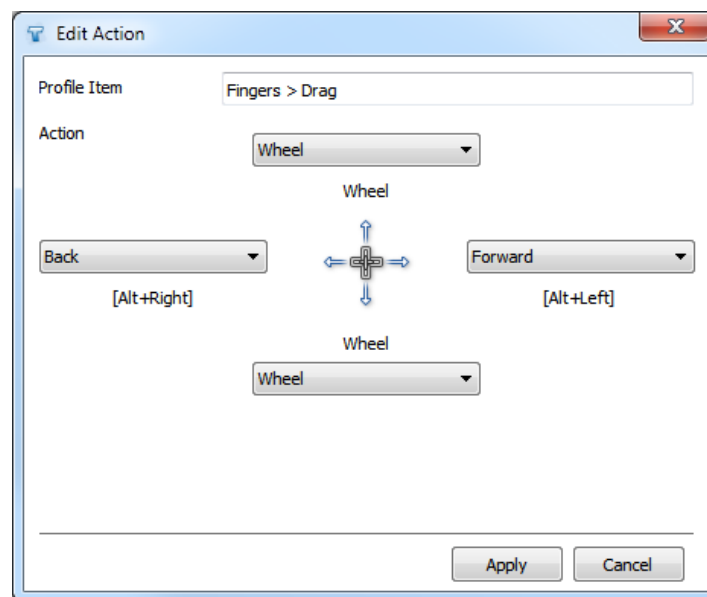 Edit Action
Profile Item
Fingers > Drag
Action
Wheel
Wheel
Back
Forward
[Alt+Right]
[Alt+Left]
Wheel
Wheel
Apply
Cancel